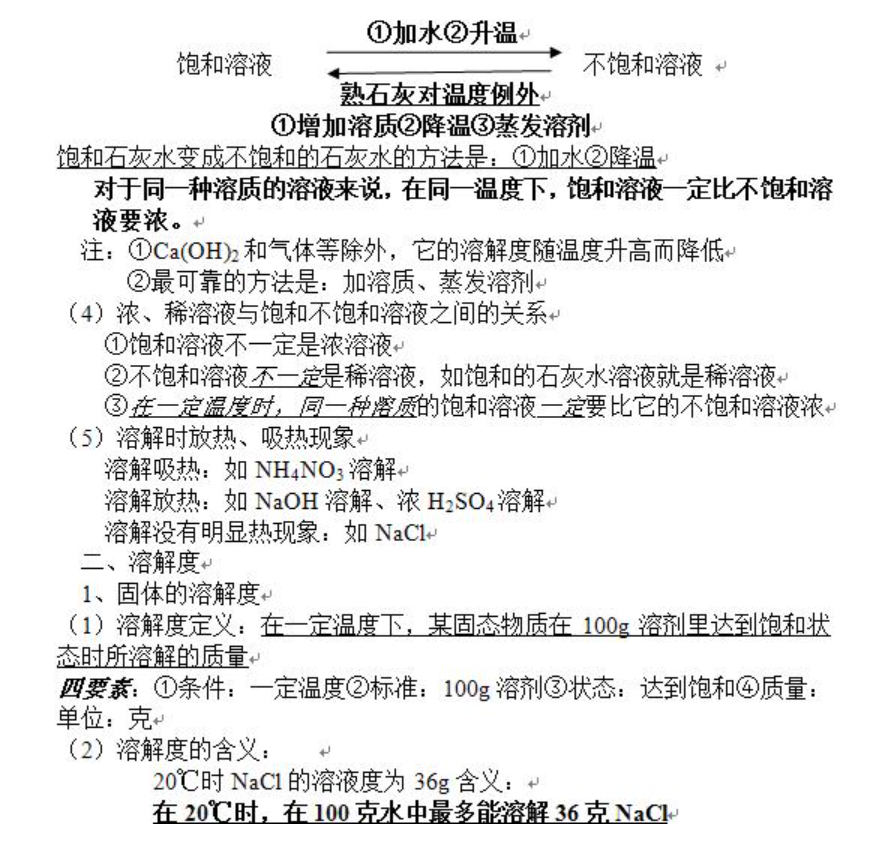 ①加水②升温
饱和溶液 不饱和溶液
熟石灰对温度例外
①增加溶质②降温③蒸发溶剂
饱和石灰水变成不饱和的石灰水的方法是：①加水②降温
对于同一种溶质的溶液来说，在同一温度下，饱和溶液一定比不饱和溶
液要浓。
注：①Ca(OH)₂和气体等除外，它的溶解度随温度升高而降低
②最可靠的方法是：加溶质、蒸发溶剂
（4）浓、稀溶液与饱和不饱和溶液之间的关系
①饱和溶液不一定是浓溶液
②不饱和溶液不一定是稀溶液，如饱和的石灰水溶液就是稀溶液
③在一定温度时，同一种溶质的饱和溶液一定要比它的不饱和溶液浓
（5）溶解时放热、吸热现象
溶解吸热：如 NH₄NO₃ 溶解
溶解放热：如 NaOH 溶解、浓 H₂SO₄ 溶解
溶解没有明显热现象：如 NaCl
二、溶解度
1、固体的溶解度
（1）溶解度定义：在一定温度下，某固态物质在 100g 溶剂里达到饱和状
态时所溶解的质量
四要素：①条件：一定温度②标准：100g 溶剂③状态：达到饱和④质量：
单位：克
（2）溶解度的含义：
20℃时 NaCl 的溶液度为 36g 含义：
在 20℃时，在 100 克水中最多能溶解 36 克 NaCl